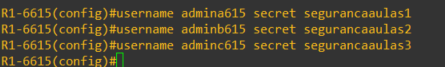 R1-6615(config)#username admina615 secret segurancaaulas1
R1-6615(config)#username adminb615 secret segurancaaulas2
R1-6615(config)#username adminc615 secret segurancaaulas3
R1-6615(config)#